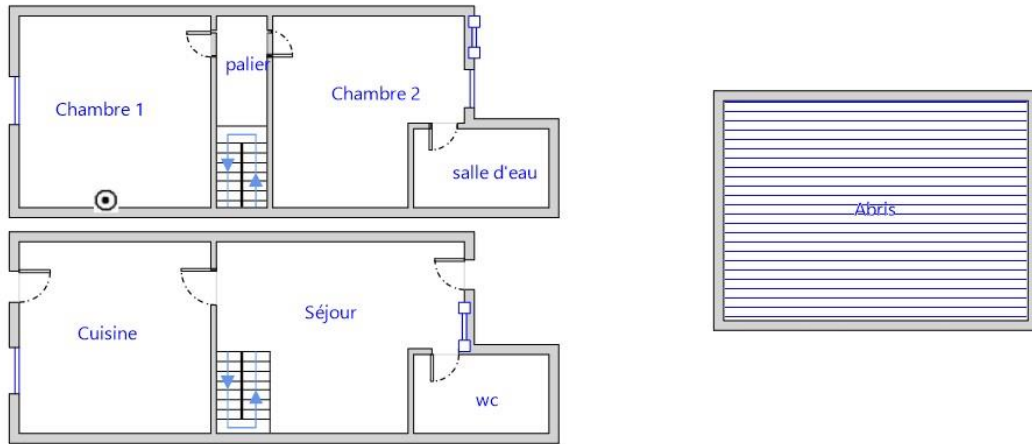 palier
Chambre 1
Chambre 2
salle d'eau
Abris
Cuisine
Séjour
wc